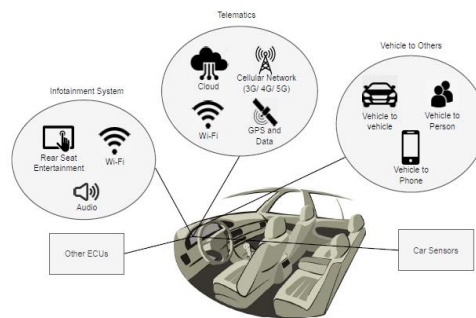 Telematics
Cloud
Cellular Network
(3G/ 4G/ 5G)
Wi-Fi
GPS and
Data
Vehicle to Others
Vehicle to
vehicle
Vehicle to
Person
Vehicle to
Phone
Infotainment System
Rear Seat
Entertainment
Wi-Fi
Audio
Other ECUs
Car Sensors